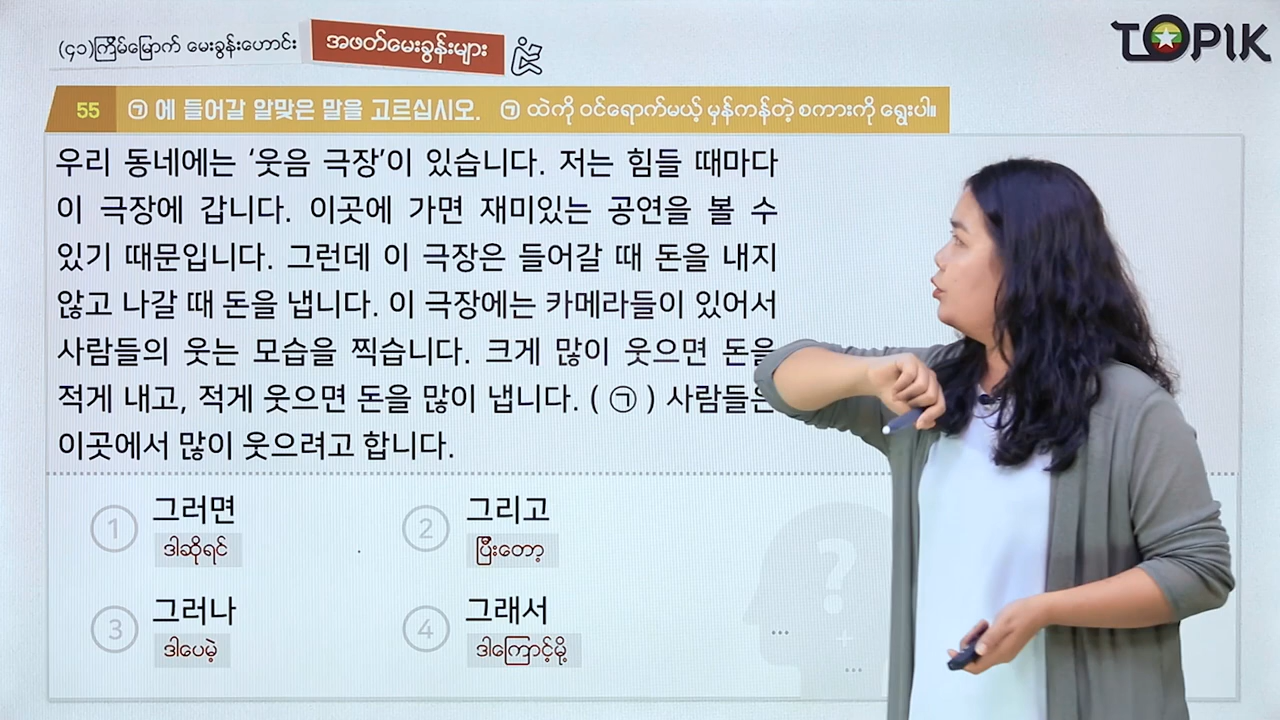 (၄၁)ကြိမ်မြောက် မေးခွန်းဟောင်း အဖတ်မေးခွန်းများ
TOPIK
55 ㉠ 에 들어갈 알맞은 말을 고르십시오. ㉠ ထဲကို ဝင်ရောက်မယ့် မှန်ကန်တဲ့ စကားကို ရွေးပါ။
우리 동네에는 ‘웃음 극장’이 있습니다. 저는 힘들 때마다
이 극장에 갑니다. 이곳에 가면 재미있는 공연을 볼 수
있기 때문입니다. 그런데 이 극장은 들어갈 때 돈을 내지
않고 나갈 때 돈을 냅니다. 이 극장에는 카메라들이 있어서
사람들의 웃는 모습을 찍습니다. 크게 많이 웃으면 돈을
적게 내고, 적게 웃으면 돈을 많이 냅니다. ( ㉠ ) 사람들은
이곳에서 많이 웃으려고 합니다.
1 그러면
ဒါဆိုရင်
2 그리고
ပြီးတော့
3 그러나
ဒါပေမဲ့
4 그래서
ဒါကြောင့်မို့